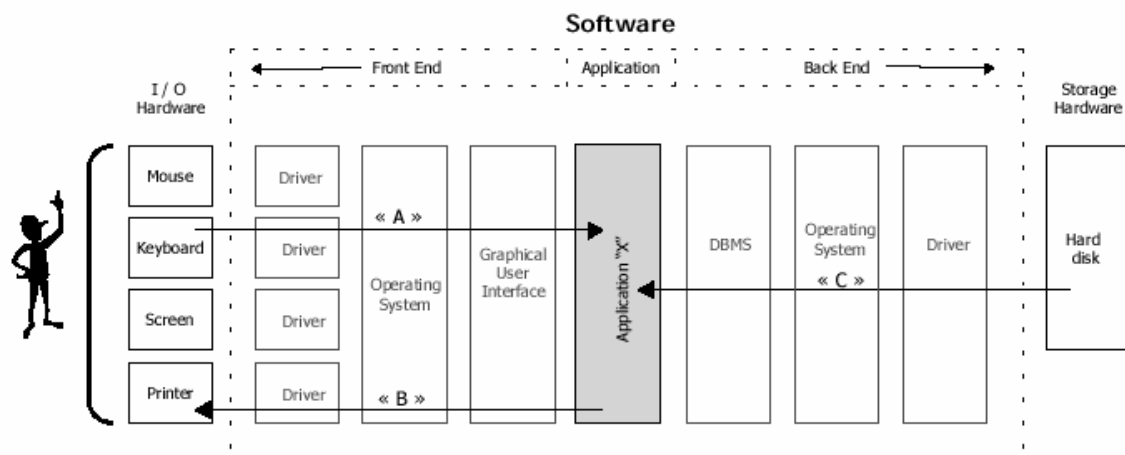 Software
Front End
Application
Back End
I / O
Hardware
Storage
Hardware
Mouse
Driver
« A »
Keyboard
Driver
Operating
System
Graphical
User
Interface
Application "X"
DBMS
Operating
System
« C »
Driver
Hard
disk
Screen
Driver
Printer
Driver
« B »